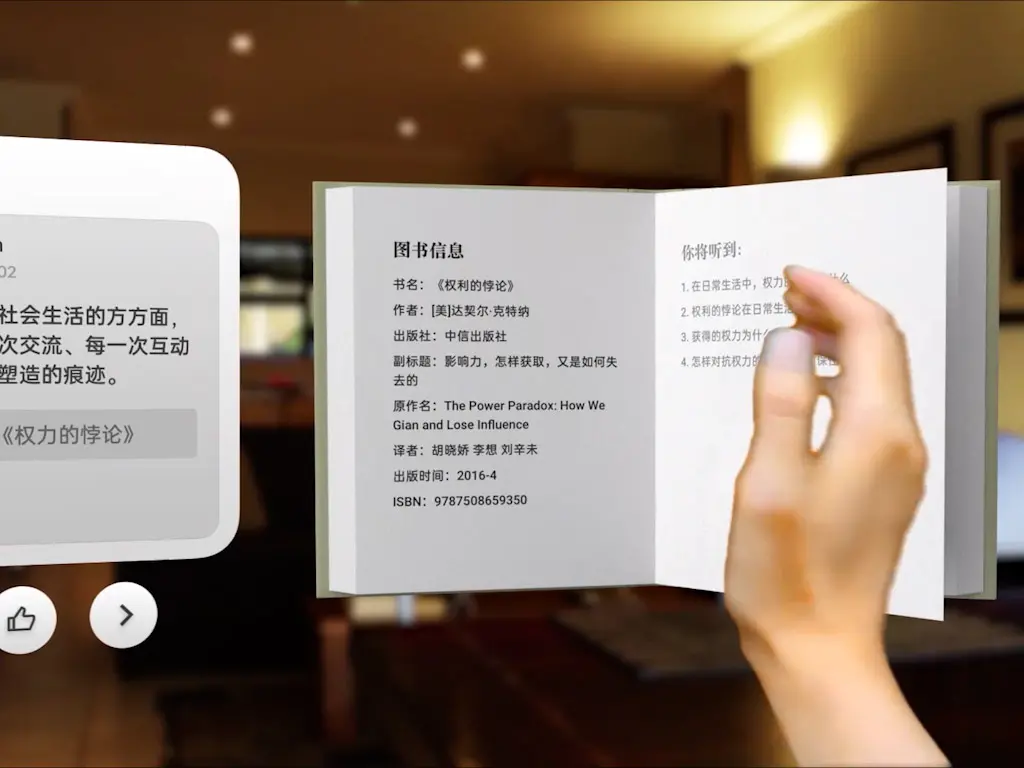 02
社会生活的方方面，
次交流、每一次互动
塑造的痕迹。
《权力的悖论》
图书信息
书名：《权利的悖论》
作者：[美]达契尔·克特纳
出版社：中信出版社
副标题：影响力，怎样获取，又是如何失
去的
原作名：The Power Paradox: How We
Gian and Lose Influence
译者：胡晓娇 李想 刘辛未
出版时间：2016-4
ISBN：9787508659350
你将听到：
1. 在日常生活中，权力 什么
2. 权利的悖论在日常生
3. 获得的权力为什
4. 怎样对抗权力的